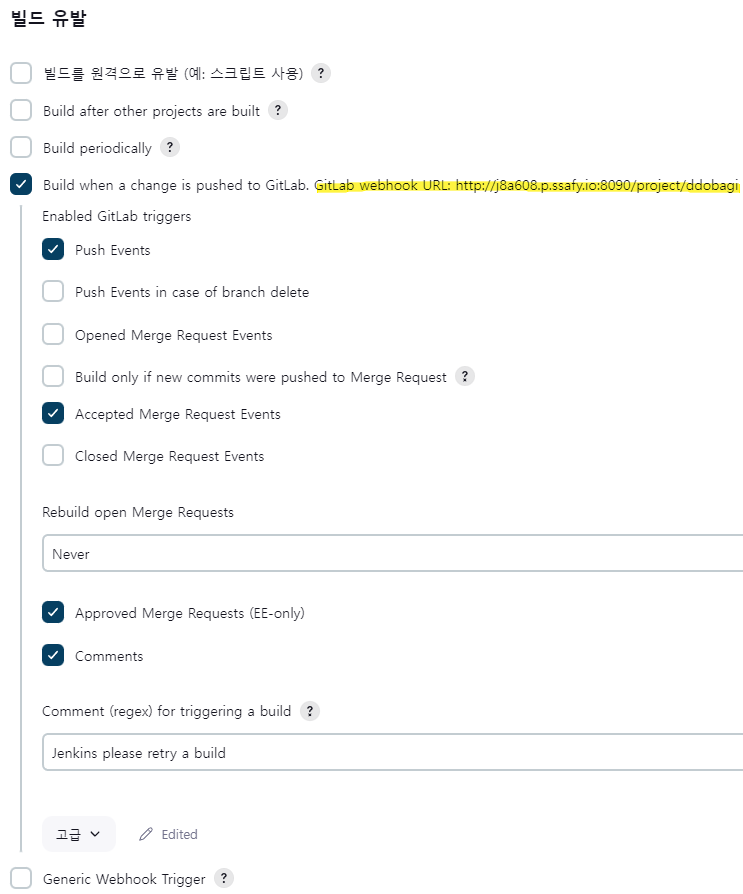 빌드 유발
빌드를 원격으로 유발 (예: 스크립트 사용) ?
Build after other projects are built ?
Build periodically ?
Build when a change is pushed to GitLab. GitLab webhook URL: http://j8a608.p.ssafy.io:8090/project/ddobagi
Enabled GitLab triggers
Push Events
Push Events in case of branch delete
Opened Merge Request Events
Build only if new commits were pushed to Merge Request ?
Accepted Merge Request Events
Closed Merge Request Events
Rebuild open Merge Requests
Never
Approved Merge Requests (EE-only)
Comments
Comment (regex) for triggering a build ?
Jenkins please retry a build
고급 Edited
Generic Webhook Trigger ?